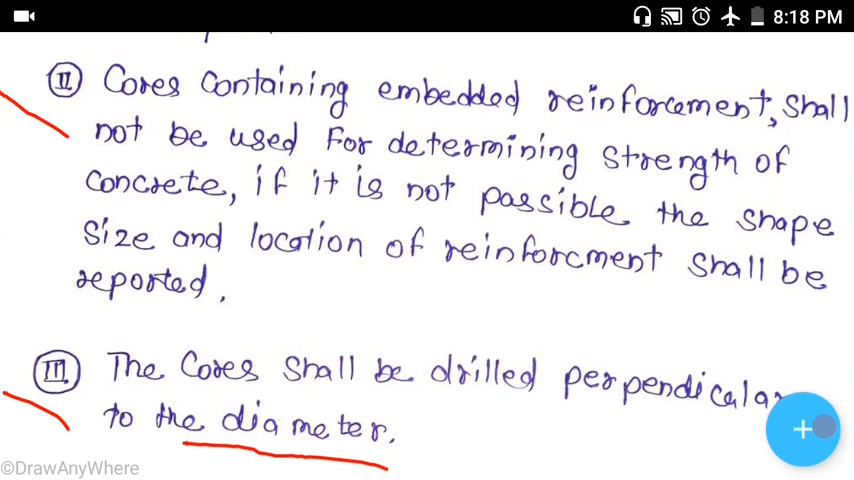 8:18 PM
II Cores Containing embedded reinforcement, Shall
not be used For determining Strength of
Concrete, if it is not passible the shape
Size and location of reinforcment Shall be
reported.
III The Cores Shall be drilled perpendicalar
to the diameter.
+
©DrawAnyWhere